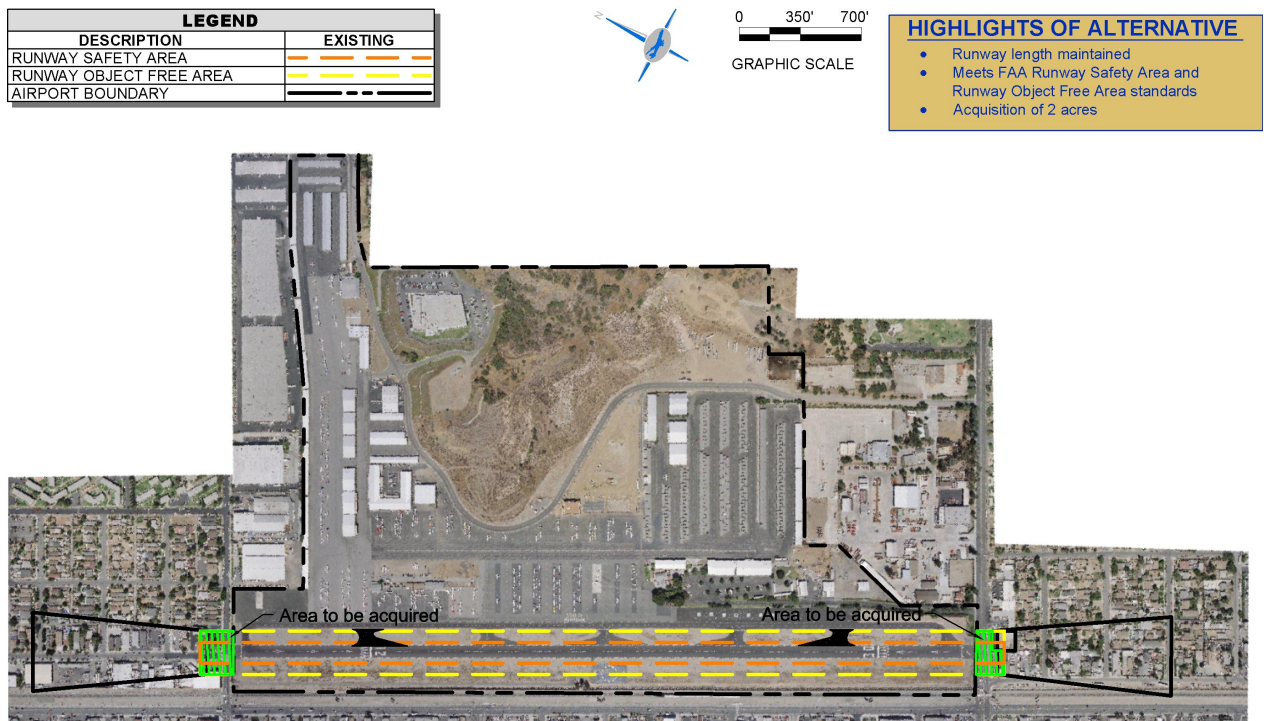 LEGEND
DESCRIPTION EXISTING
RUNWAY SAFETY AREA
RUNWAY OBJECT FREE AREA
AIRPORT BOUNDARY
N
0 350' 700'
GRAPHIC SCALE
HIGHLIGHTS OF ALTERNATIVE
• Runway length maintained
• Meets FAA Runway Safety Area and
Runway Object Free Area standards
• Acquisition of 2 acres
Area to be acquired
Area to be acquired